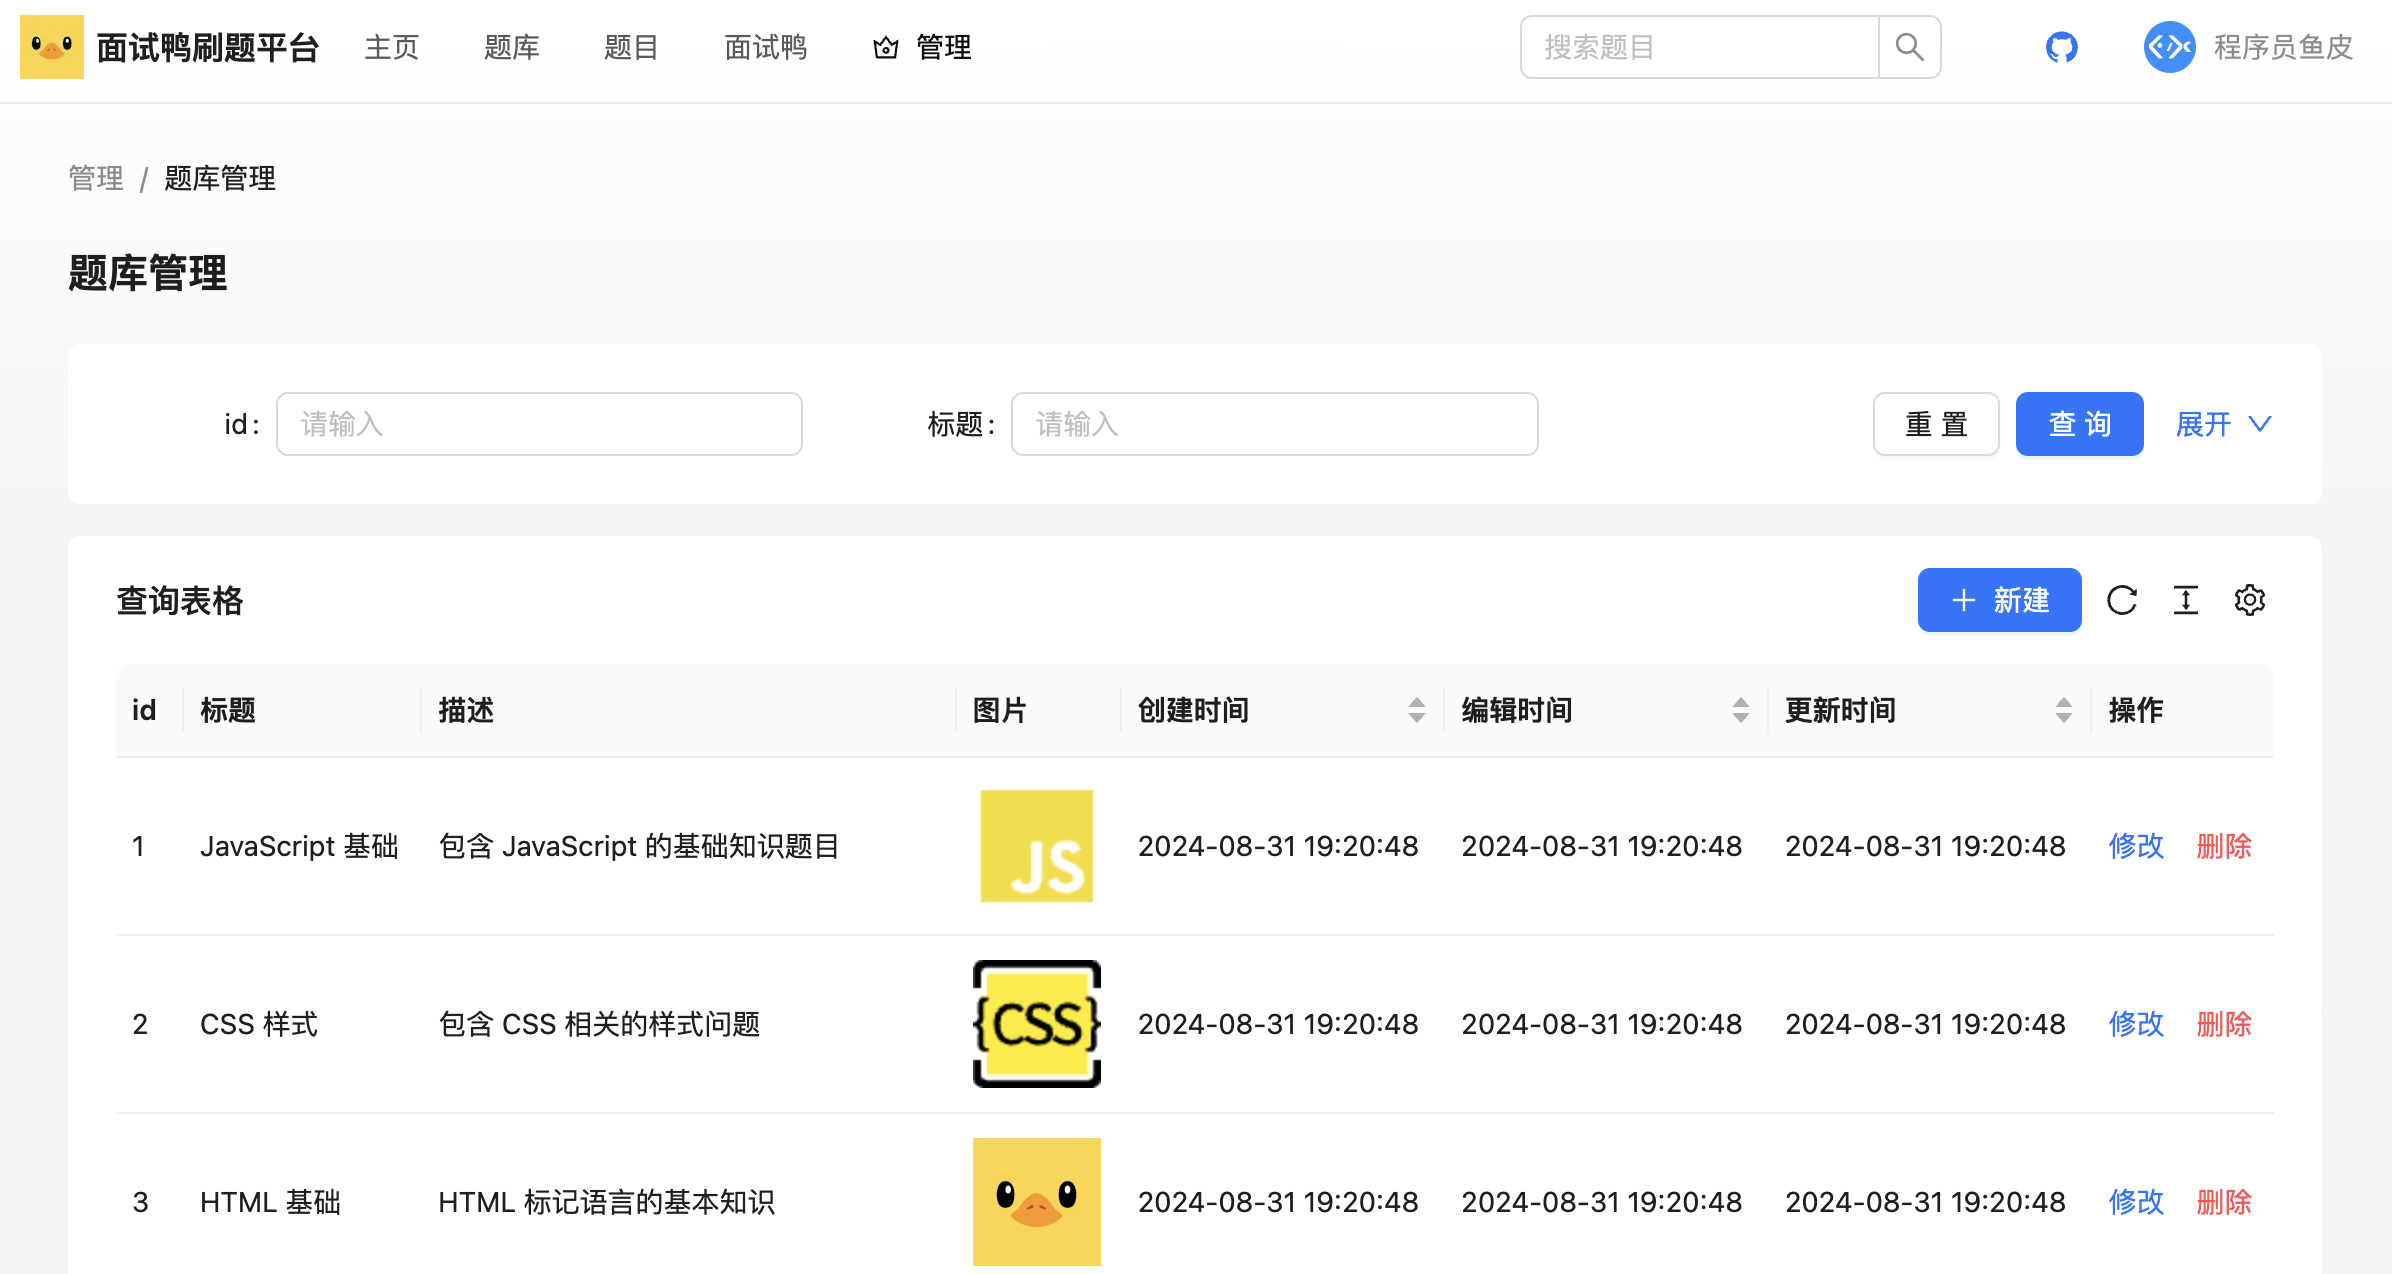 面试鸭刷题平台 主页 题库 题目 面试鸭 管理 搜索题目 程序员鱼皮
管理 / 题库管理
题库管理
id: 请输入 标题: 请输入 重 置 查 询 展开
查询表格 新建
id 标题 描述 图片 创建时间 编辑时间 更新时间 操作
1 JavaScript 基础 包含 JavaScript 的基础知识题目 JS 2024-08-31 19:20:48 2024-08-31 19:20:48 2024-08-31 19:20:48 修改 删除
2 CSS 样式 包含 CSS 相关的样式问题 {CSS} 2024-08-31 19:20:48 2024-08-31 19:20:48 2024-08-31 19:20:48 修改 删除
3 HTML 基础 HTML 标记语言的基本知识 2024-08-31 19:20:48 2024-08-31 19:20:48 2024-08-31 19:20:48 修改 删除